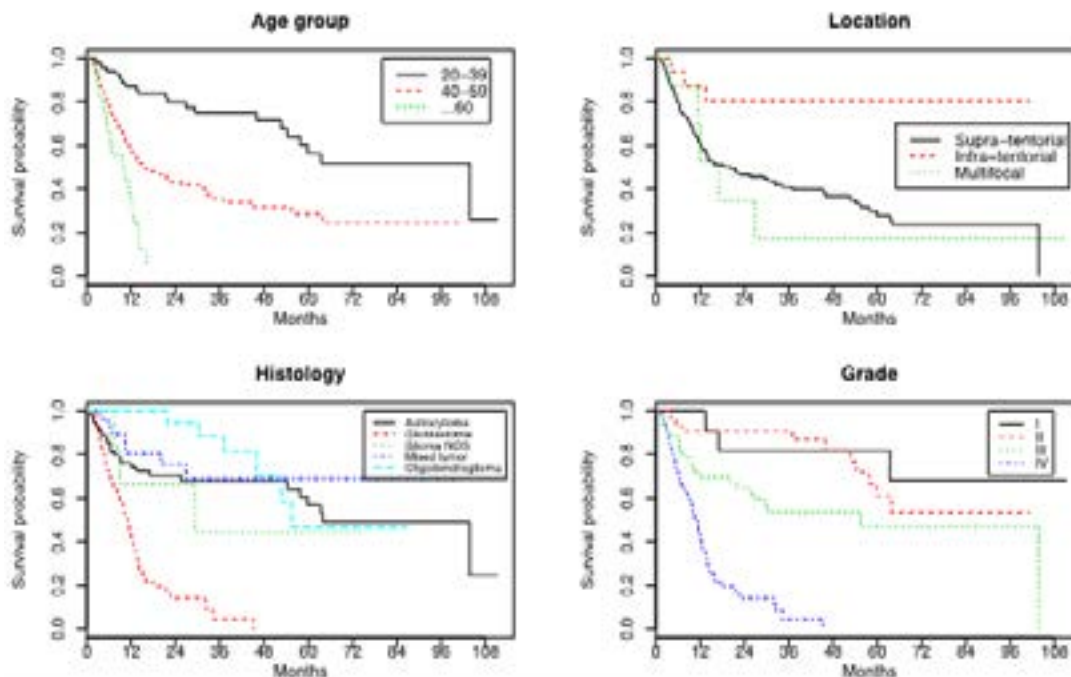 Age group
Survival probability
1.0
0.8
0.6
0.4
0.2
0.0
20-39
40-59
...60
0 12 24 36 48 60 72 84 96 108
Months
Location
Survival probability
1.0
0.8
0.6
0.4
0.2
0.0
Supra-tentorial
Infra-tentorial
Multifocal
0 12 24 36 48 60 72 84 96 108
Months
Histology
Survival probability
1.0
0.8
0.6
0.4
0.2
0.0
Astrocytoma
Glioblastoma
Glioma NOS
Mixed tumor
Oligodendroglioma
0 12 24 36 48 60 72 84 96 108
Months
Grade
Survival probability
1.0
0.8
0.6
0.4
0.2
0.0
I
II
III
IV
0 12 24 36 48 60 72 84 96 108
Months